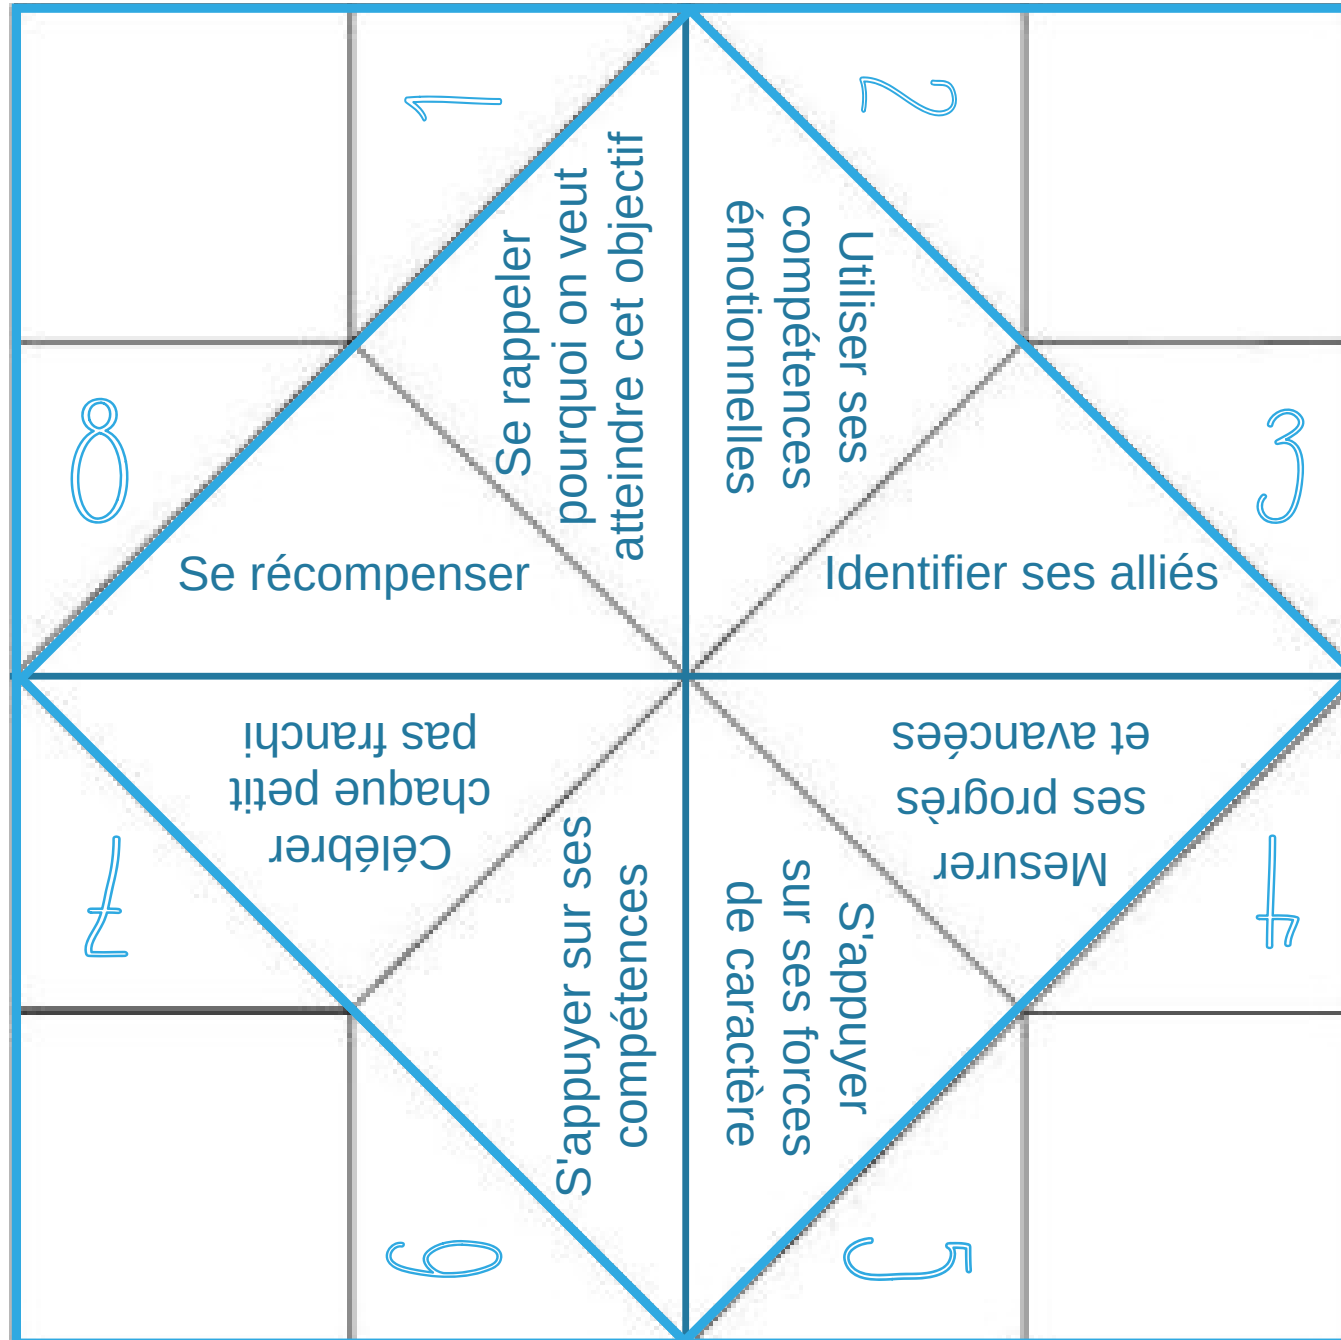 1
Se rappeler
pourquoi on veut
atteindre cet objectif
2
Utiliser ses
compétences
émotionnelles
3
Identifier ses alliés
4
Mesurer
ses progrès
et avancées
5
S'appuyer
sur ses forces
de caractère
6
S'appuyer sur ses
compétences
7
Célébrer
chaque petit
pas franchi
8
Se récompenser